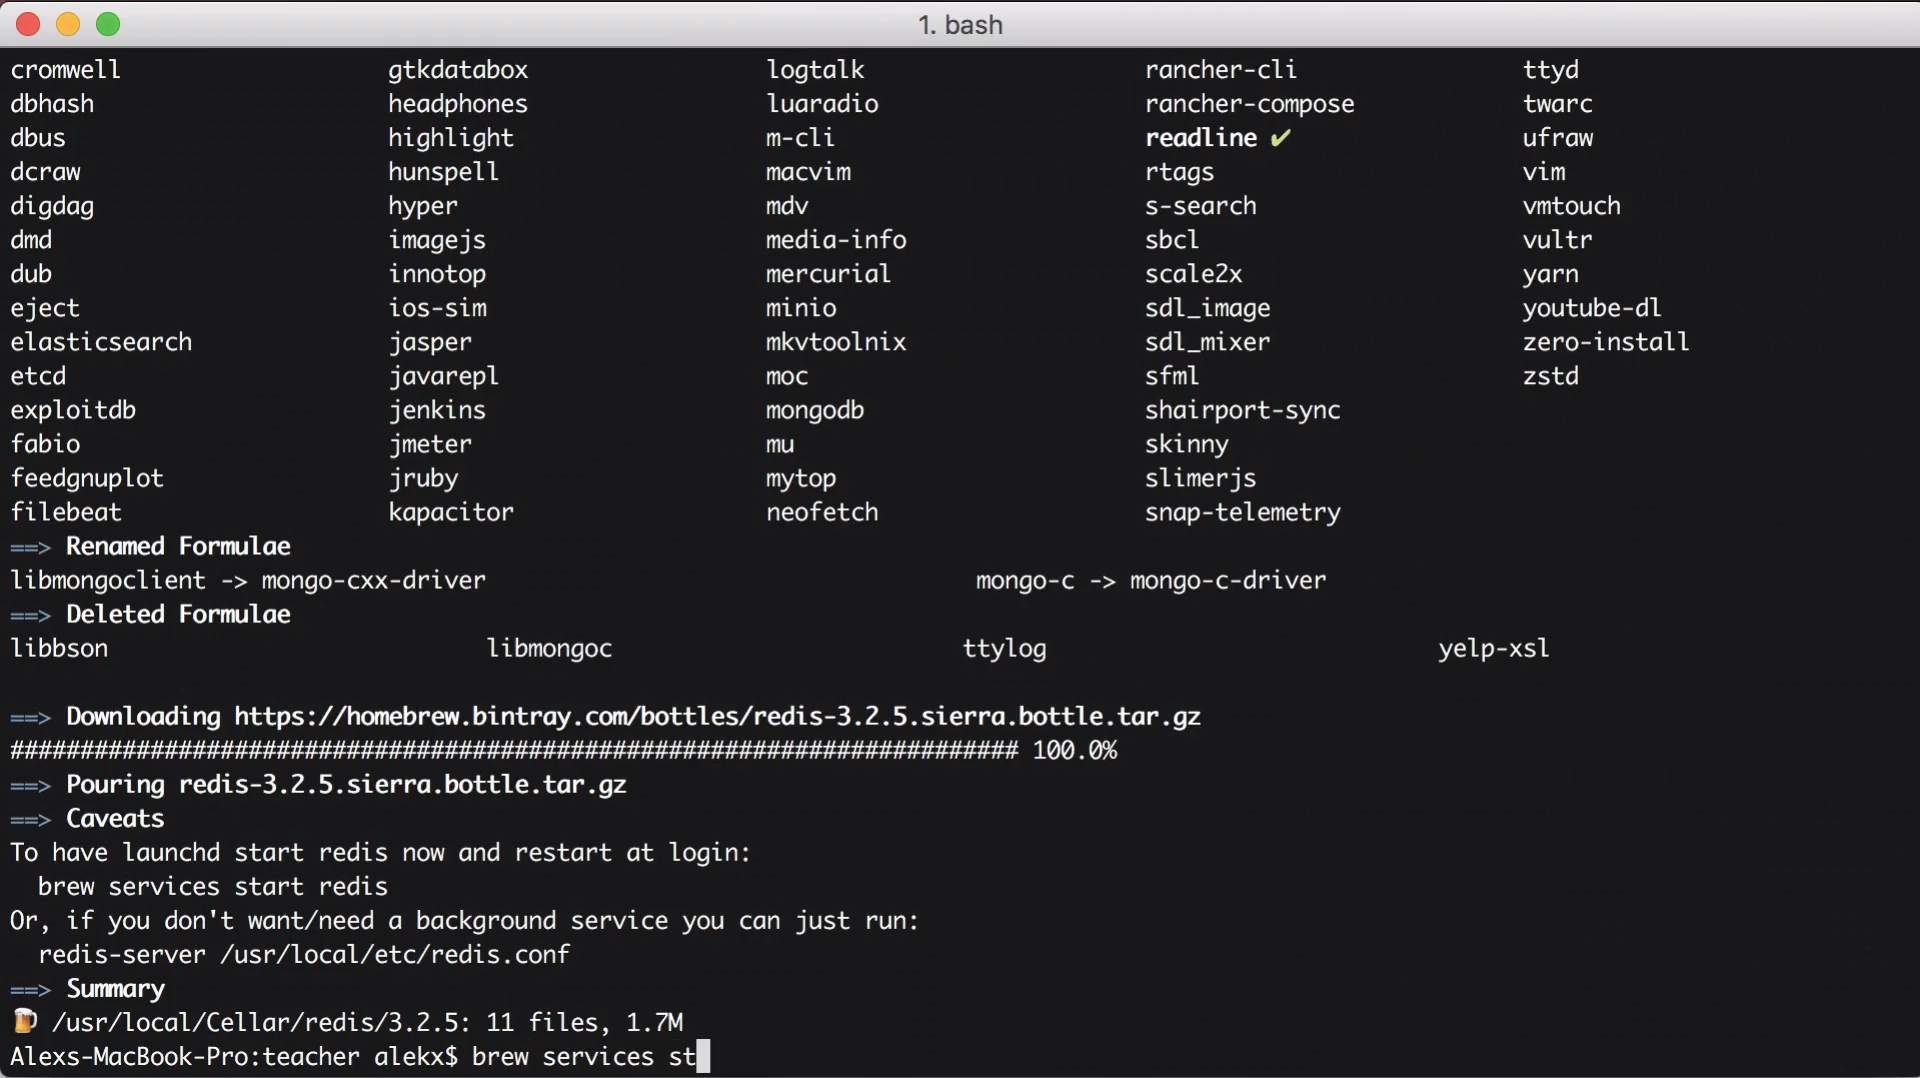 1. bash
cromwell gtkdatabox logtalk rancher-cli ttyd
dbhash headphones luaradio rancher-compose twarc
dbus highlight m-cli readline ✔ ufraw
dcraw hunspell macvim rtags vim
digdag hyper mdv s-search vmtouch
dmd imagejs media-info sbcl vultr
dub innotop mercurial scale2x yarn
eject ios-sim minio sdl_image youtube-dl
elasticsearch jasper mkvtoolnix sdl_mixer zero-install
etcd javarepl moc sfml zstd
exploitdb jenkins mongodb shairport-sync
fabio jmeter mu skinny
feedgnuplot jruby mytop slimerjs
filebeat kapacitor neofetch snap-telemetry
==> Renamed Formulae
libmongoclient -> mongo-cxx-driver mongo-c -> mongo-c-driver
==> Deleted Formulae
libbson libmongoc ttylog yelp-xsl
==> Downloading https://homebrew.bintray.com/bottles/redis-3.2.5.sierra.bottle.tar.gz
######################################################################## 100.0%
==> Pouring redis-3.2.5.sierra.bottle.tar.gz
==> Caveats
To have launchd start redis now and restart at login:
brew services start redis
Or, if you don't want/need a background service you can just run:
redis-server /usr/local/etc/redis.conf
==> Summary
🍺 /usr/local/Cellar/redis/3.2.5: 11 files, 1.7M
Alexs-MacBook-Pro:teacher alekx$ brew services st